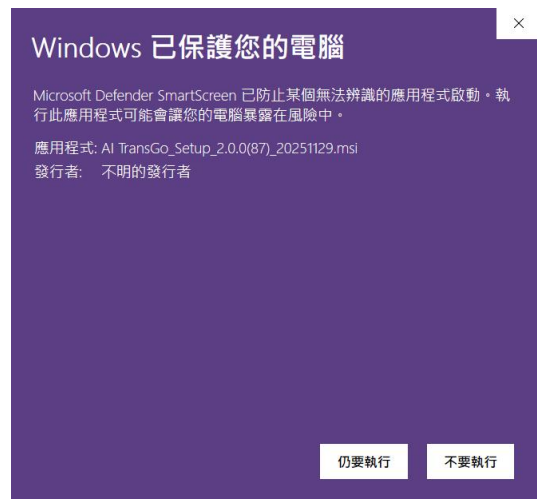 Windows 已保護您的電腦
Microsoft Defender SmartScreen 已防止某個無法辨識的應用程式啟動。執
行此應用程式可能會讓您的電腦暴露在風險中。
應用程式: AI TransGo_Setup_2.0.0(87)_20251129.msi
發行者: 不明的發行者
仍要執行 不要執行